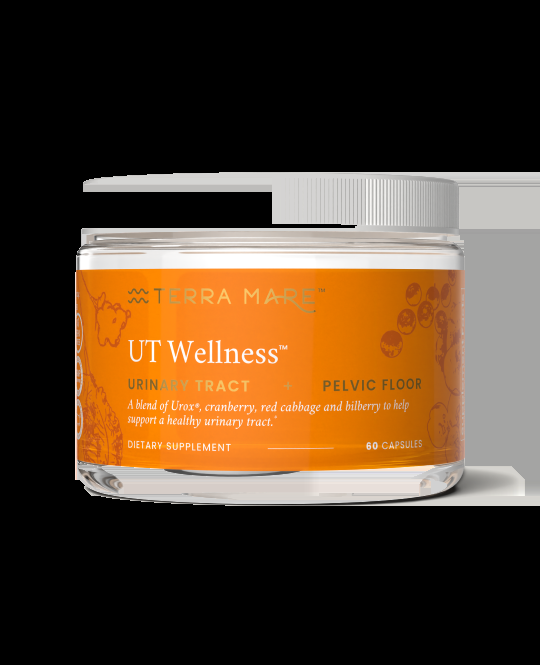 TERRA MARE™
UT Wellness™
URINARY TRACT + PELVIC FLOOR
A blend of Urox®, cranberry, red cabbage and bilberry to help
support a healthy urinary tract.*
DIETARY SUPPLEMENT 60 CAPSULES